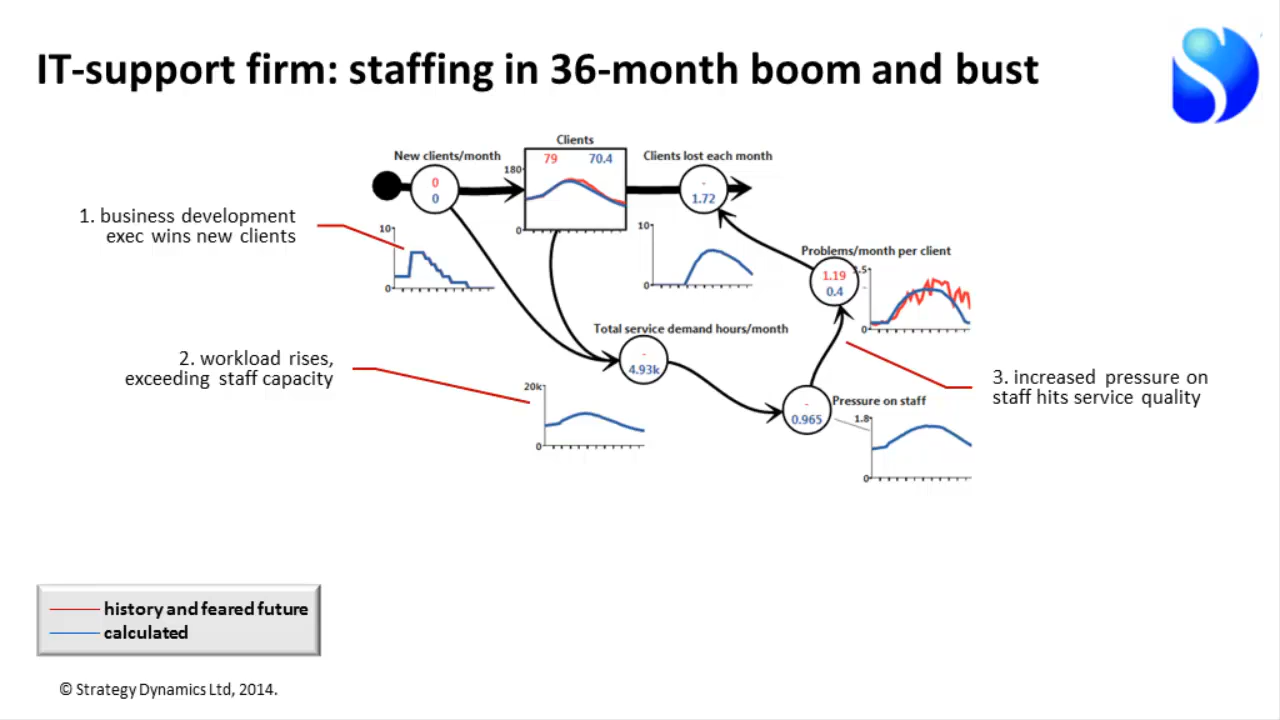 IT-support firm: staffing in 36-month boom and bust
Clients
New clients/month
Clients lost each month
79 70.4
180
0
0
0
-
1.72
1. business development
exec wins new clients
10
0
10
0
Problems/month per client
1.19
0.4
0
Total service demand hours/month
-
4.93k
2. workload rises,
exceeding staff capacity
20k
0
3. increased pressure on
staff hits service quality
Pressure on staff
-
0.965
1.8
0
history and feared future
calculated
© Strategy Dynamics Ltd, 2014.